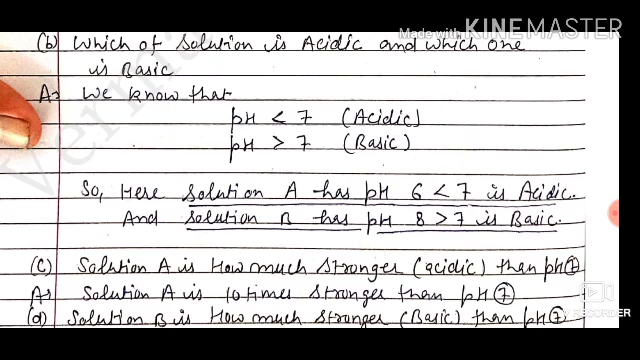 Made with KINEMASTER
(b) Which of Solution is Acidic and which one
is Basic
A⇒ We know that
pH < 7 (Acidic)
pH > 7 (Basic)
So, Here Solution A has pH 6 < 7 is Acidic.
And Solution B has pH 8 > 7 is Basic.
(c) Solution A is How much stronger (acidic) than pH 7
A⇒ Solution A is 10 times stronger than pH 7
(d) Solution B is How much stronger (Basic) than pH 7.
RECORDER